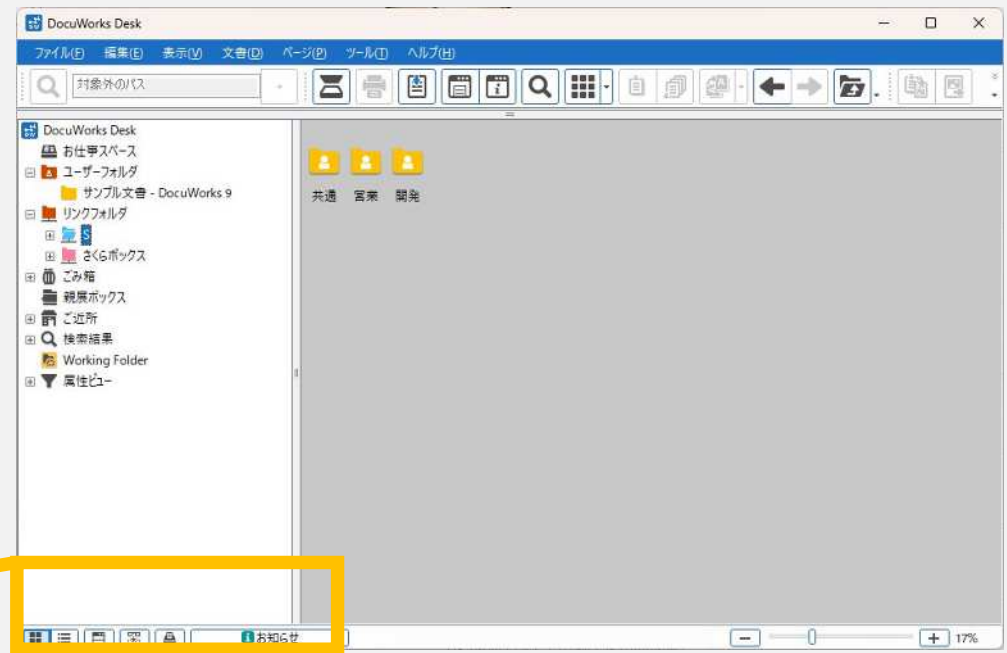 DocuWorks Desk
ファイル(F) 編集(E) 表示(V) 文書(D) ページ(P) ツール(T) ヘルプ(H)
対象外のパス
DocuWorks Desk
お仕事スペース
ユーザーフォルダ
サンプル文書 - DocuWorks 9
リンクフォルダ
S
さくらボックス
ごみ箱
親展ボックス
ご近所
検索結果
Working Folder
属性ビュー
共通 営業 開発
お知らせ
17%